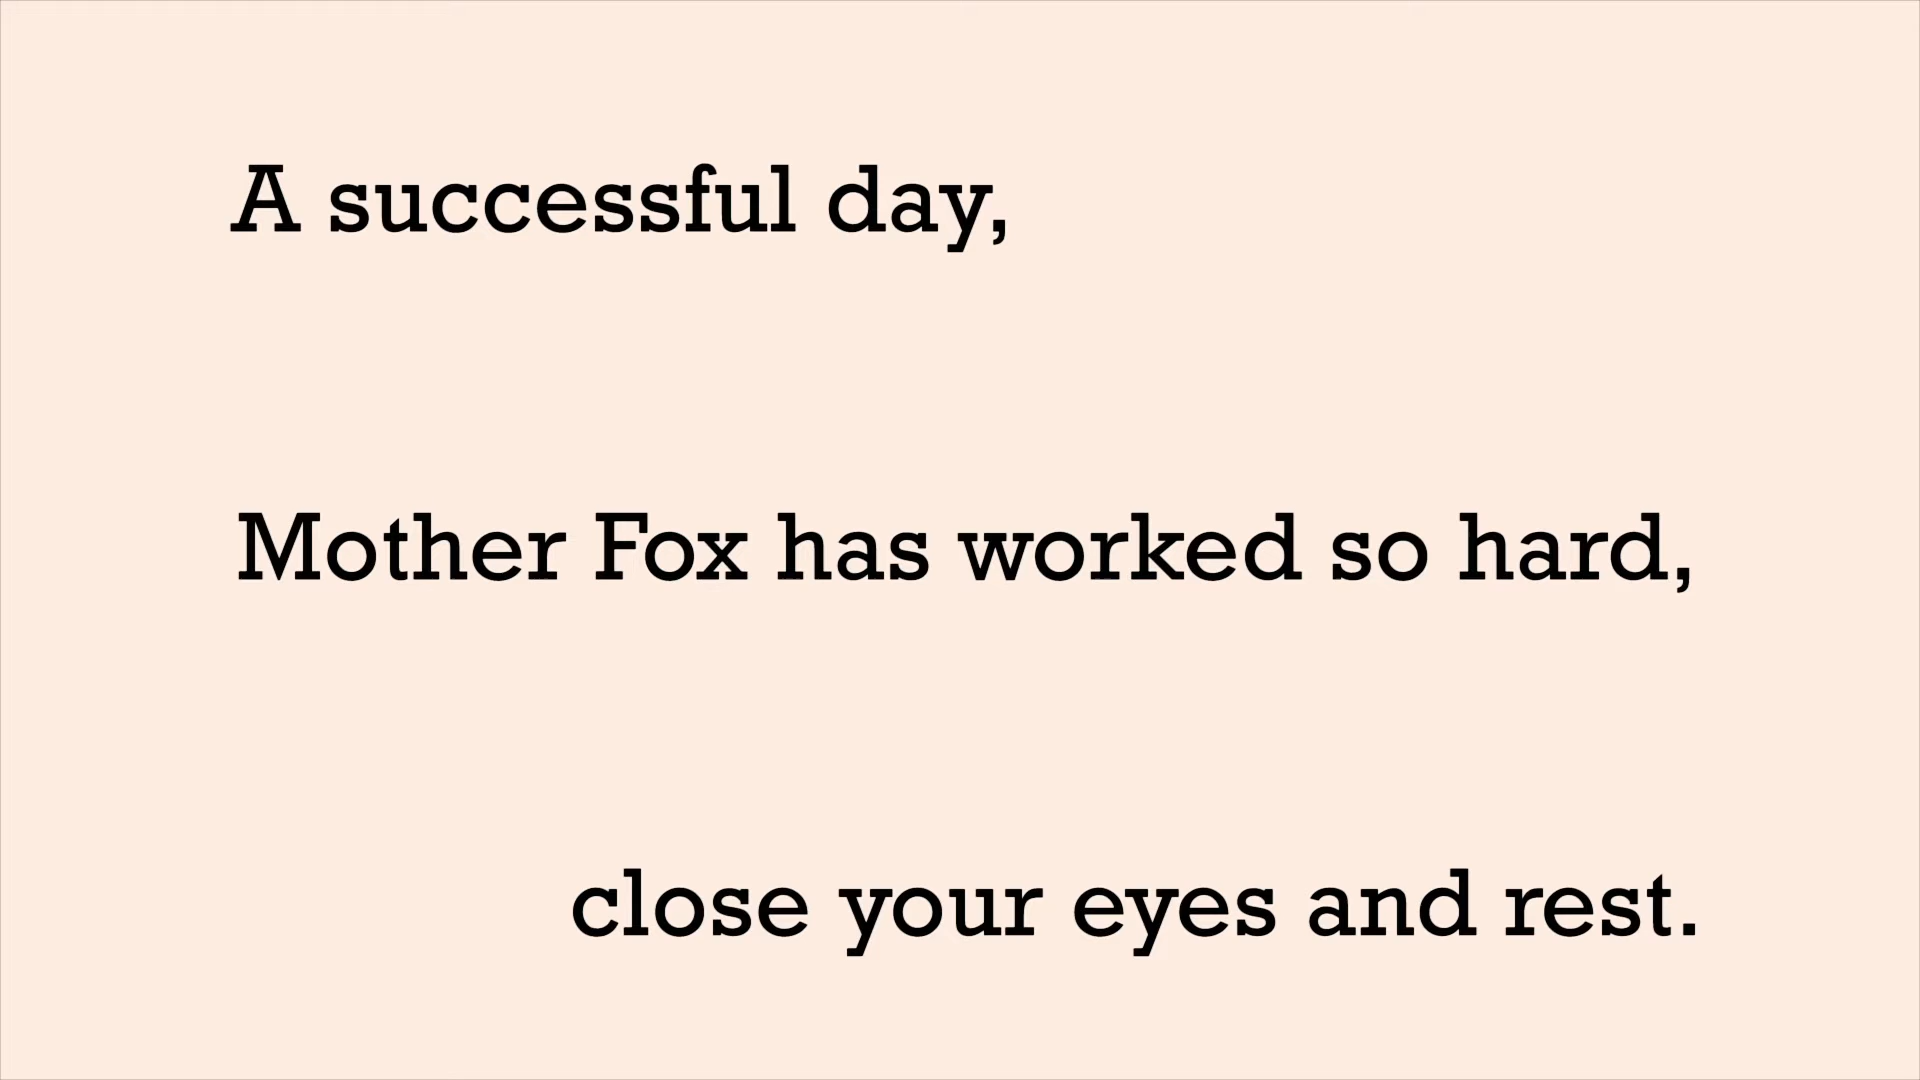 A successful day,
Mother Fox has worked so hard,
close your eyes and rest.